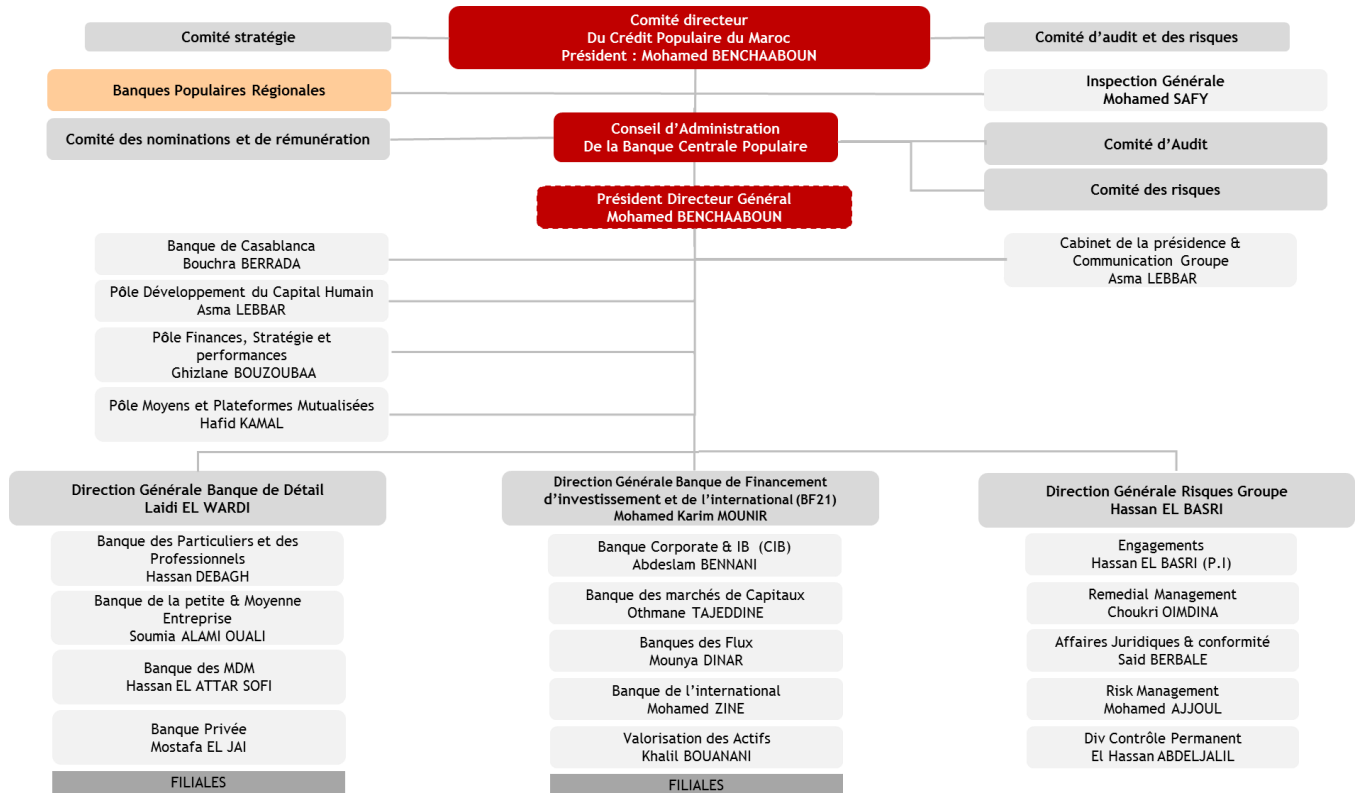 Comité directeur
Du Crédit Populaire du Maroc
Président : Mohamed BENCHAABOUN
Comité stratégie
Comité d'audit et des risques
Banques Populaires Régionales
Inspection Générale
Mohamed SAFY
Comité des nominations et de rémunération
Conseil d'Administration
De la Banque Centrale Populaire
Comité d'Audit
Comité des risques
Président Directeur Général
Mohamed BENCHAABOUN
Banque de Casablanca
Bouchra BERRADA
Cabinet de la présidence &
Communication Groupe
Asma LEBBAR
Pôle Développement du Capital Humain
Asma LEBBAR
Pôle Finances, Stratégie et
performances
Ghizlane BOUZOUBAA
Pôle Moyens et Plateformes Mutualisées
Hafid KAMAL
Direction Générale Banque de Détail
Laidi EL WARDI
Banque des Particuliers et des
Professionnels
Hassan DEBAGH
Banque de la petite & Moyenne
Entreprise
Soumia ALAMI OUALI
Banque des MDM
Hassan EL ATTAR SOFI
Banque Privée
Mostafa EL JAI
FILIALES
Direction Générale Banque de Financement
d'investissement et de l'international (BF21)
Mohamed Karim MOUNIR
Banque Corporate & IB (CIB)
Abdeslam BENNANI
Banque des marchés de Capitaux
Othmane TAJEDDINE
Banques des Flux
Mounya DINAR
Banque de l'international
Mohamed ZINE
Valorisation des Actifs
Khalil BOUANANI
FILIALES
Direction Générale Risques Groupe
Hassan EL BASRI
Engagements
Hassan EL BASRI (P.I)
Remedial Management
Choukri OIMDINA
Affaires Juridiques & conformité
Said BERBALE
Risk Management
Mohamed AJJOUL
Div Contrôle Permanent
El Hassan ABDELJALIL